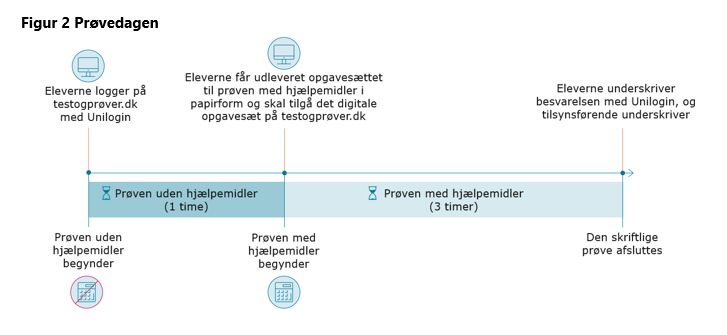 Figur 2 Prøvedagen
Eleverne logger på
testogprøver.dk
med Unilogin
Eleverne får udleveret opgavesættet
til prøven med hjælpemidler i
papirform og skal tilgå det digitale
opgavesæt på testogprøver.dk
Eleverne underskriver
besvarelsen med Unilogin, og
tilsynsførende underskriver
Prøven uden hjælpemidler
(1 time)
Prøven med hjælpemidler
(3 timer)
Prøven uden
hjælpemidler
begynder
Prøven med
hjælpemidler
begynder
Den skriftlige
prøve afsluttes